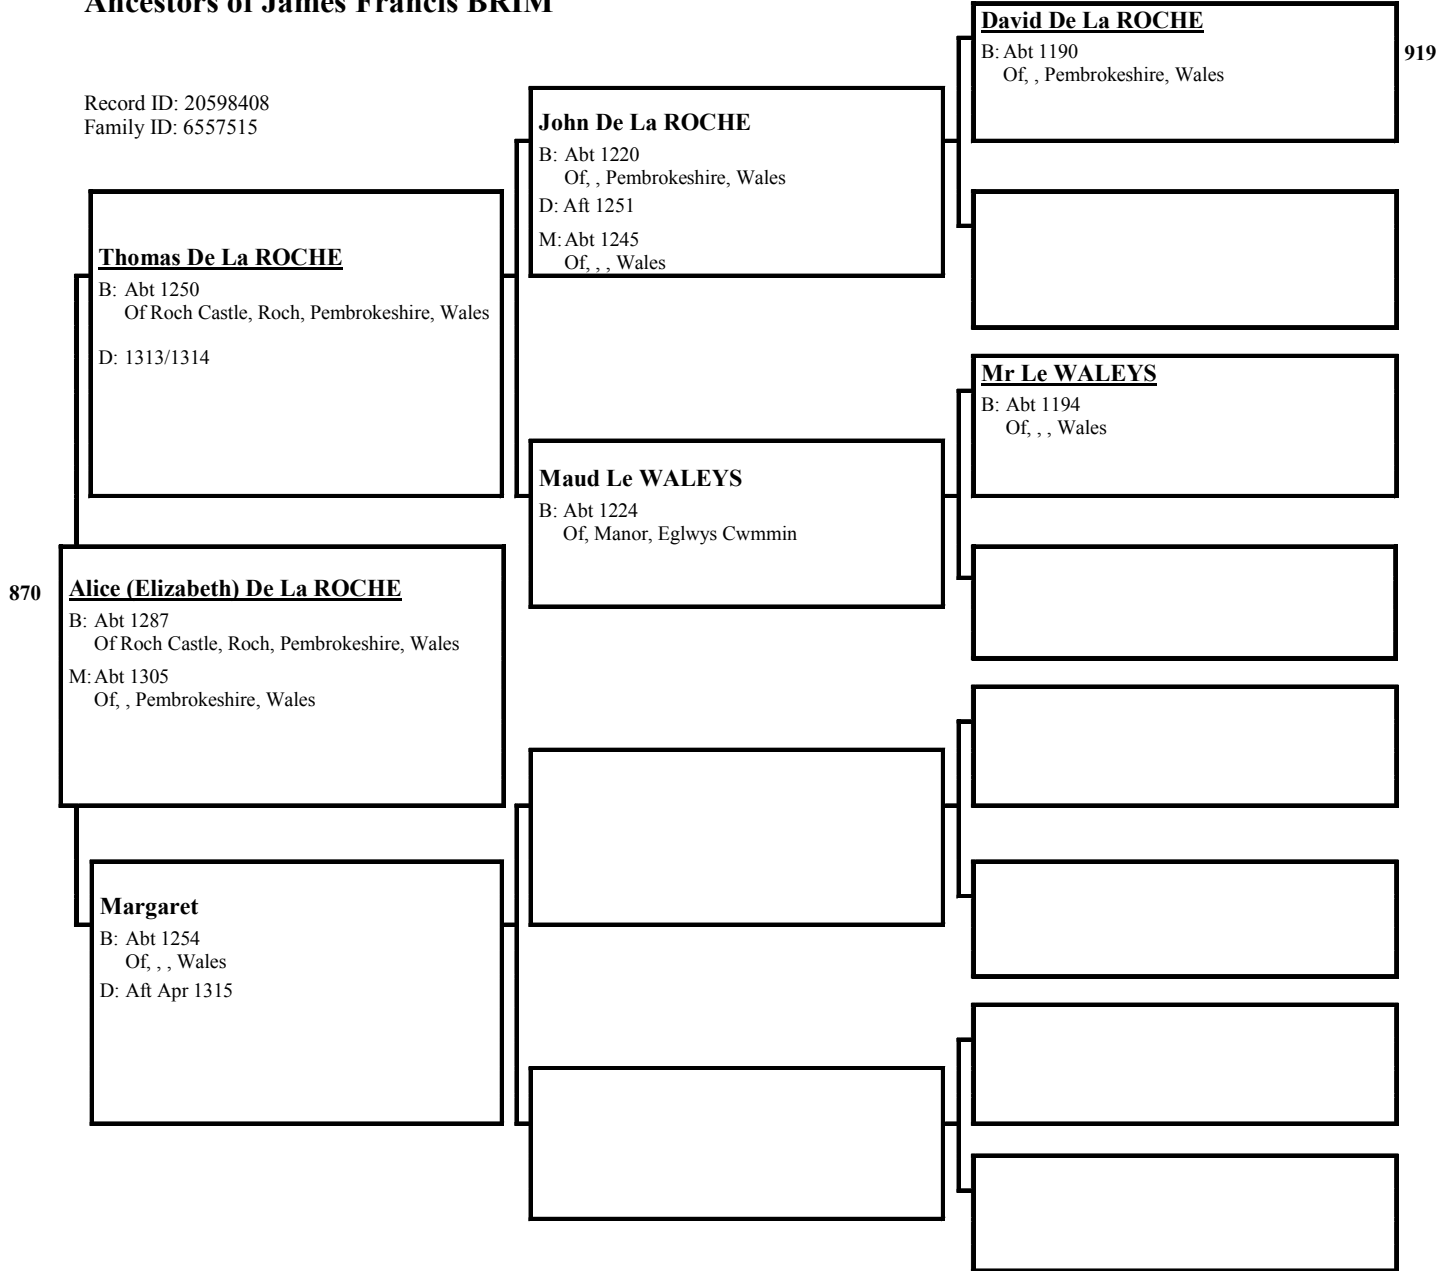 Ancestors of James Francis BRIM
Record ID: 20598408
Family ID: 6557515
David De La ROCHE
B: Abt 1190
Of, , Pembrokeshire, Wales
919
John De La ROCHE
B: Abt 1220
Of, , Pembrokeshire, Wales
D: Aft 1251
M: Abt 1245
Of, , , Wales
Thomas De La ROCHE
B: Abt 1250
Of Roch Castle, Roch, Pembrokeshire, Wales
D: 1313/1314
Mr Le WALEYS
B: Abt 1194
Of, , , Wales
Maud Le WALEYS
B: Abt 1224
Of, Manor, Eglwys Cwmmin
870
Alice (Elizabeth) De La ROCHE
B: Abt 1287
Of Roch Castle, Roch, Pembrokeshire, Wales
M: Abt 1305
Of, , Pembrokeshire, Wales
Margaret
B: Abt 1254
Of, , , Wales
D: Aft Apr 1315